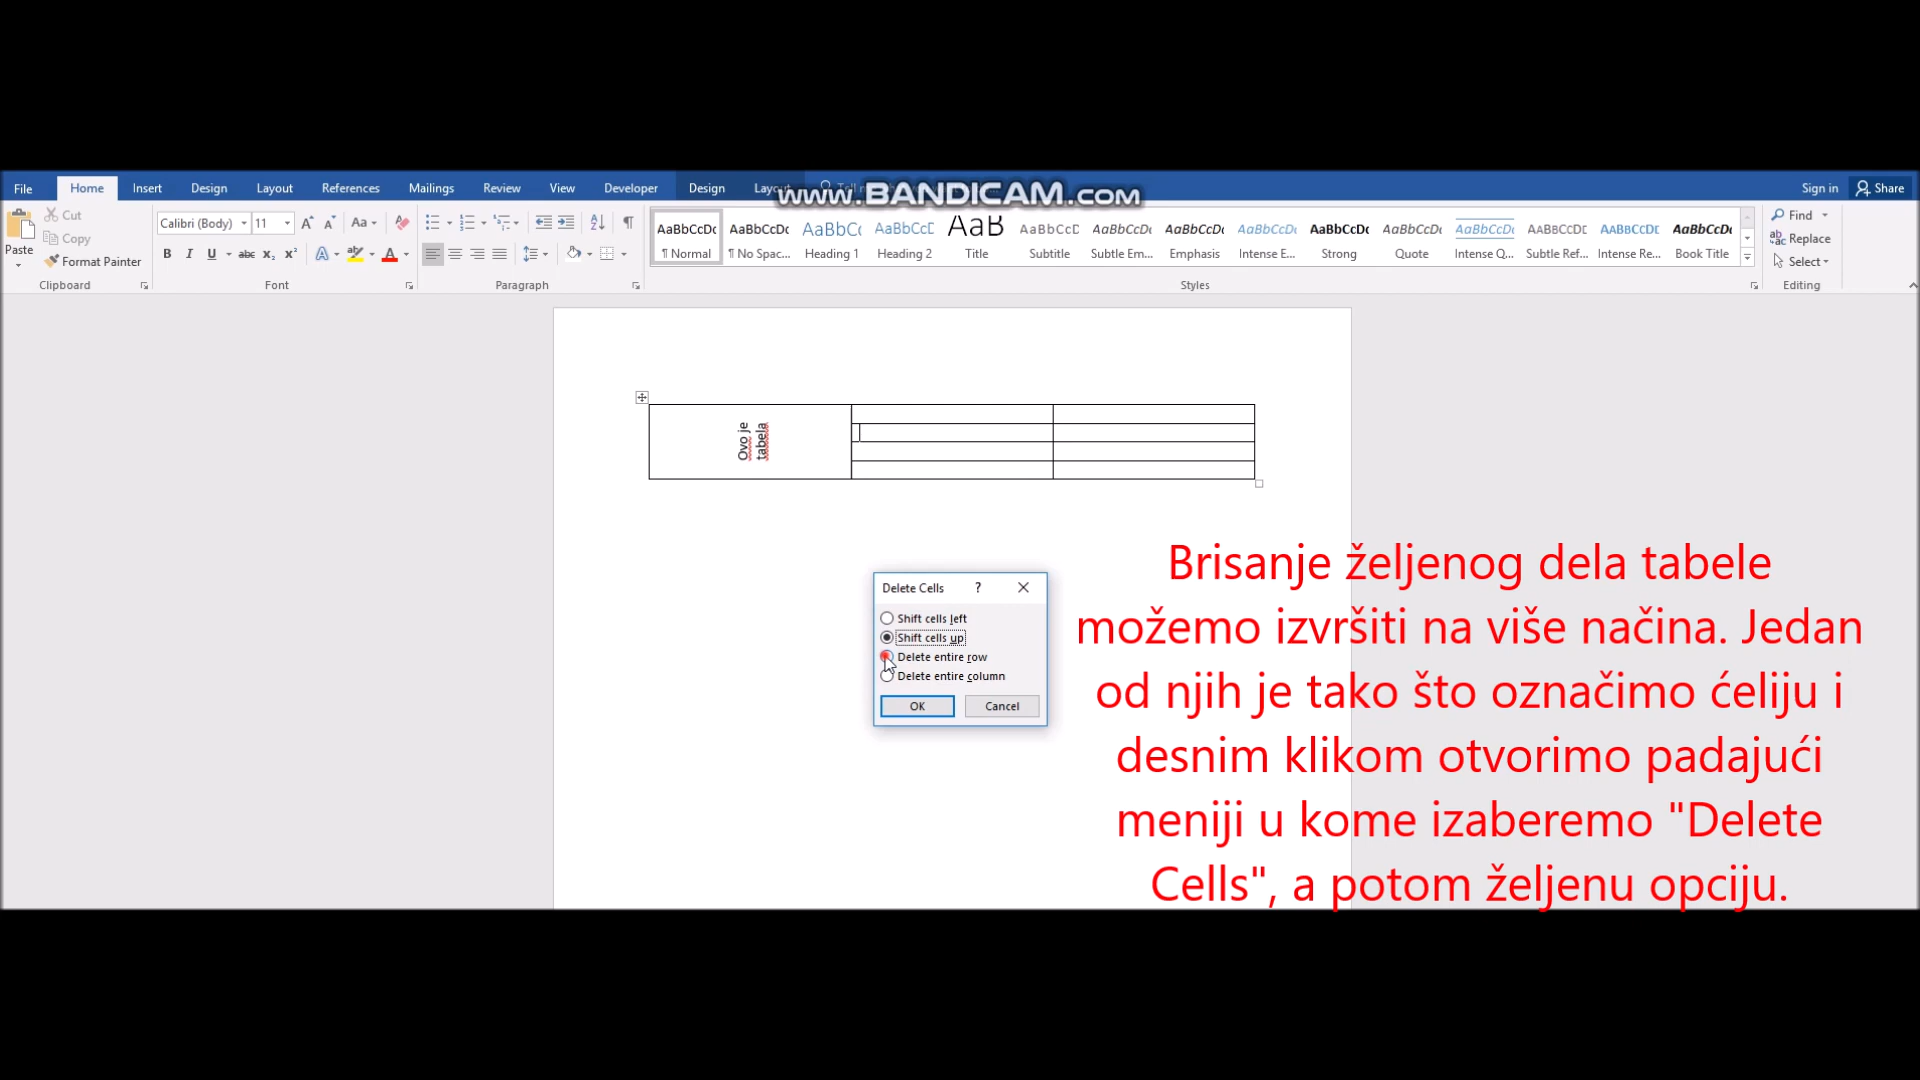 www.BANDICAM.com
File Home Insert Design Layout References Mailings Review View Developer Design Sign in Share
Cut
Copy
Paste
Format Painter
Clipboard
Calibri (Body) 11
Font
Paragraph
AaBbCcDc AaBbCcDc AaBbCc AaBbCcD AaB AaBbCcD AaBbCcDc AaBbCcDc AaBbCcDc AaBbCcDc AaBbCcDc AaBbCcDc AABBCCDD AABBCCDD AaBbCcDc
¶ Normal ¶ No Spac... Heading 1 Heading 2 Title Subtitle Subtle Em... Emphasis Intense E... Strong Quote Intense Q... Subtle Ref... Intense Re... Book Title
Styles
Find
Replace
Select
Editing
Ovo je
tabela
Delete Cells ?
Shift cells left
Shift cells up
Delete entire row
Delete entire column
OK Cancel
Brisanje željenog dela tabele
možemo izvršiti na više načina. Jedan
od njih je tako što označimo ćeliju i
desnim klikom otvorimo padajući
meniji u kome izaberemo "Delete
Cells", a potom željenu opciju.